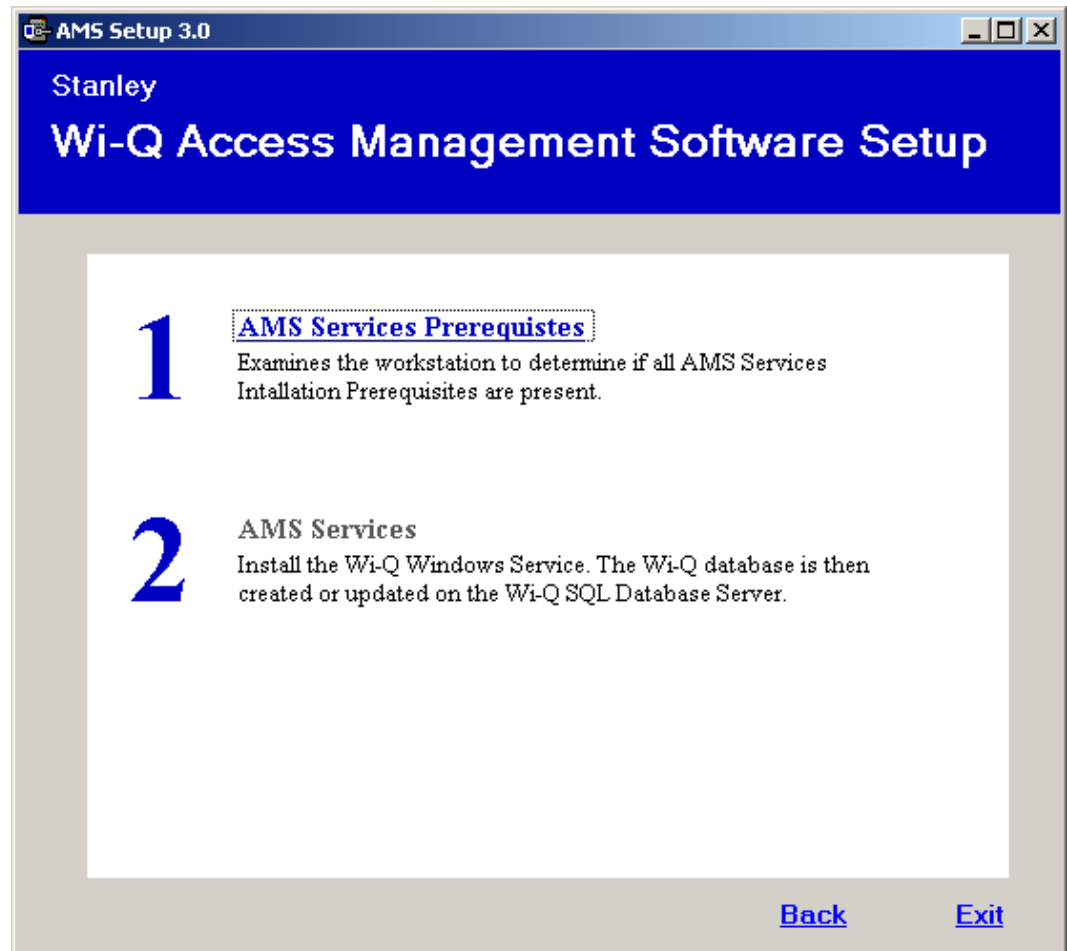 AMS Setup 3.0
Stanley
Wi-Q Access Management Software Setup
1
AMS Services Prerequistes
Examines the workstation to determine if all AMS Services
Intallation Prerequisites are present.
2
AMS Services
Install the Wi-Q Windows Service. The Wi-Q database is then
created or updated on the Wi-Q SQL Database Server.
Back Exit